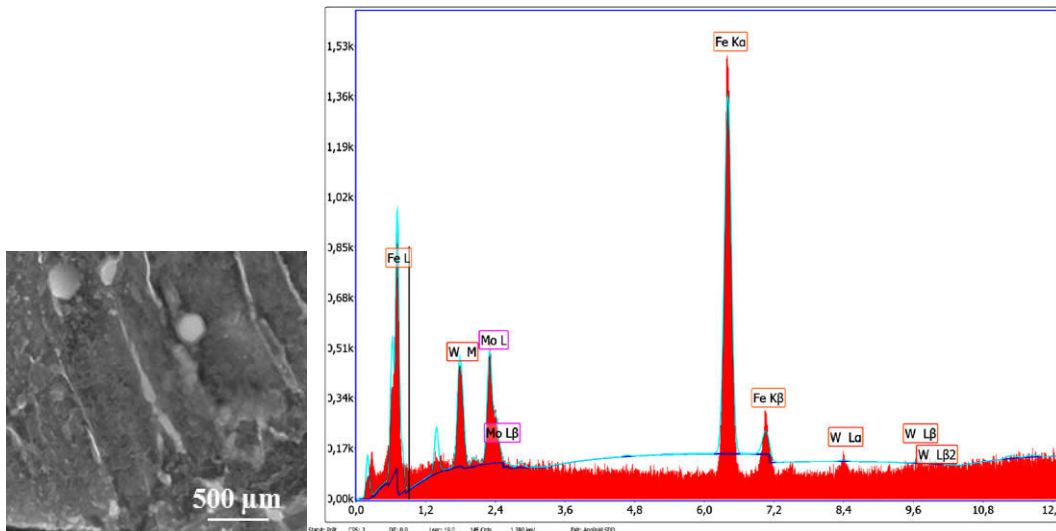 1,53k
Fe Ka
1,36k
1,19k
1,02k
0,85k
Fe L
0,68k
0,51k
W M
Mo L
0,34k
Fe Kβ
0,17k
Mo Lβ
W La
W Lβ
W Lβ2
0,00k
0,0 1,2 2,4 3,6 4,8 6,0 7,2 8,4 9,6 10,8 12,
500 µm